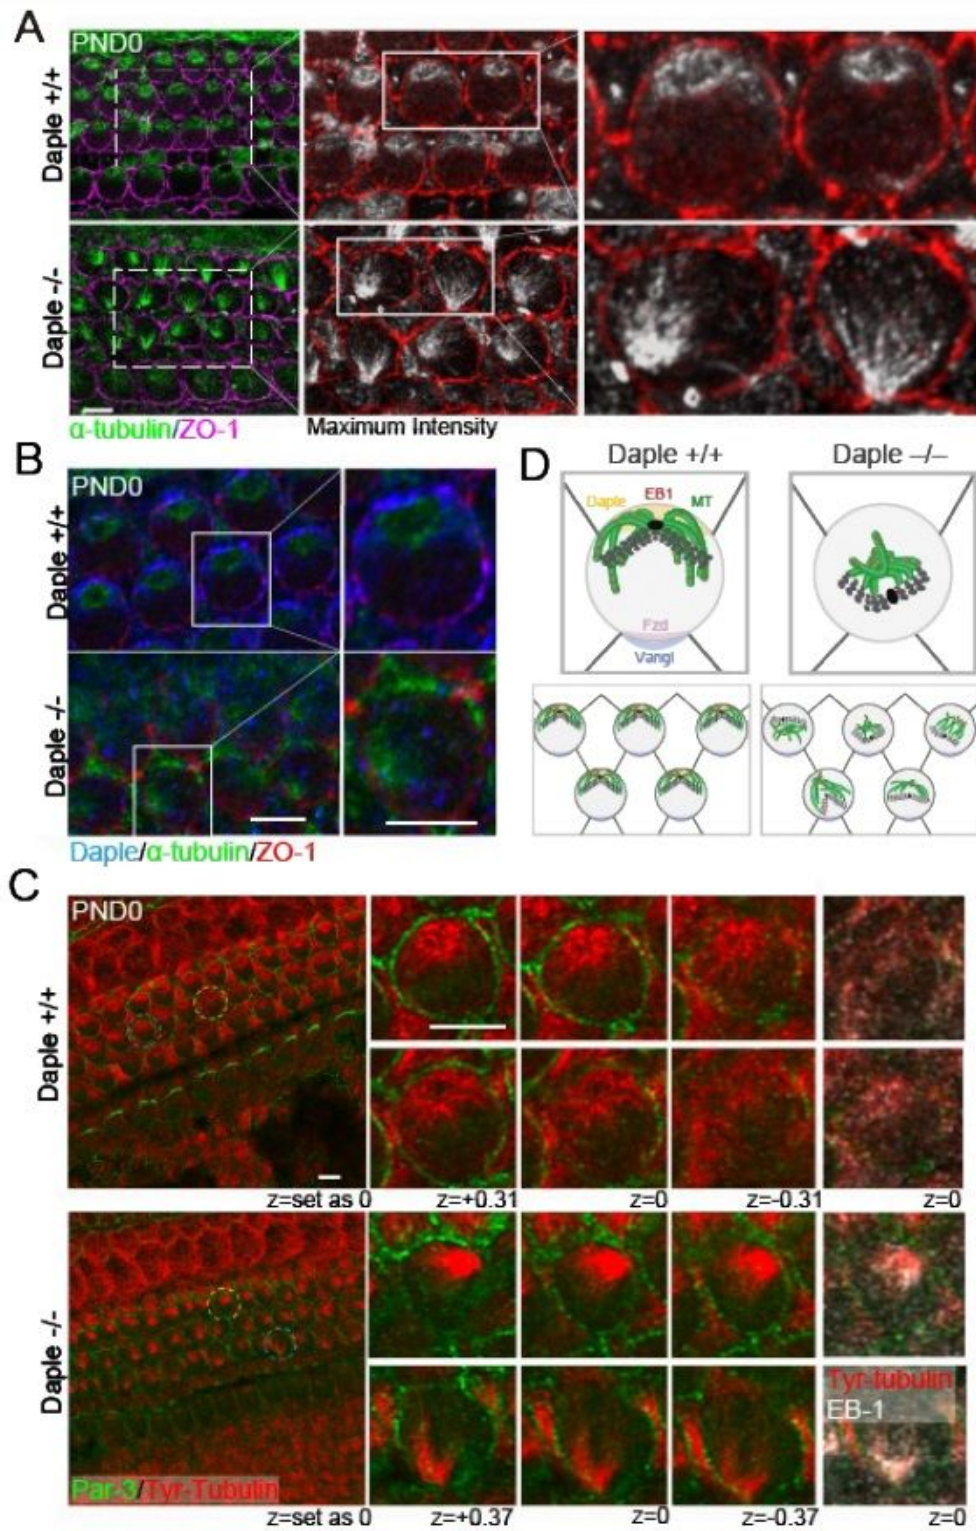 A
PND0
Daple +/+
Daple -/-
α-tubulin/ZO-1
Maximum Intensity
B
PND0
Daple +/+
Daple -/-
Daple/α-tubulin/ZO-1
D
Daple +/+
Daple –/–
Daple
EB1
MT
Fzd
Vangl
C
PND0
Daple +/+
z=set as 0
z=+0.31
z=0
z=-0.31
z=0
Daple -/-
Par-3/Tyr-Tubulin
Tyr-tubulin
EB-1
z=set as 0
z=+0.37
z=0
z=-0.37
z=0